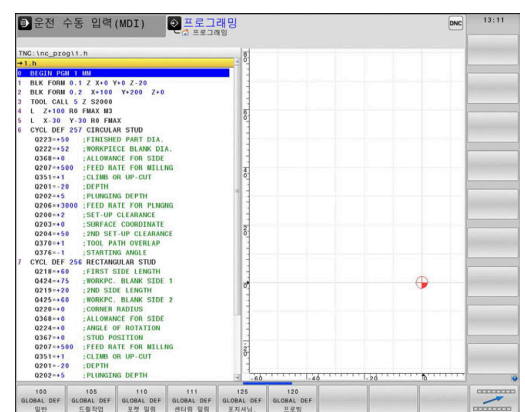 운전 수동 입력(MDI)
프로그래밍
프로그래밍
DNC
13:11
TNC:\nc_prog\1.h
→1.h
0 BEGIN PGM 1 MM
1 BLK FORM 0.1 Z X+0 Y+0 Z-20
2 BLK FORM 0.2 X+100 Y+200 Z+0
3 TOOL CALL 5 Z S2000
4 L Z+100 R0 FMAX M3
5 L X-30 Y-30 R0 FMAX
6 CYCL DEF 257 CIRCULAR STUD
Q223=+50 ;FINISHED PART DIA.
Q222=+52 ;WORKPIECE BLANK DIA.
Q368=+0 ;ALLOWANCE FOR SIDE
Q207=+500 ;FEED RATE FOR MILLNG
Q351=+1 ;CLIMB OR UP-CUT
Q201=-20 ;DEPTH
Q202=+5 ;PLUNGING DEPTH
Q206=+3000 ;FEED RATE FOR PLNGNG
Q200=+2 ;SET-UP CLEARANCE
Q203=+0 ;SURFACE COORDINATE
Q204=+50 ;2ND SET-UP CLEARANCE
Q370=+1 ;TOOL PATH OVERLAP
Q376=-1 ;STARTING ANGLE
7 CYCL DEF 256 RECTANGULAR STUD
Q218=+60 ;FIRST SIDE LENGTH
Q424=+75 ;WORKPC. BLANK SIDE 1
Q219=+20 ;2ND SIDE LENGTH
Q425=+60 ;WORKPC. BLANK SIDE 2
Q220=+0 ;CORNER RADIUS
Q368=+0 ;ALLOWANCE FOR SIDE
Q224=+0 ;ANGLE OF ROTATION
Q367=+0 ;STUD POSITION
Q207=+500 ;FEED RATE FOR MILLNG
Q351=+1 ;CLIMB OR UP-CUT
Q201=-20 ;DEPTH
Q202=+5 ;PLUNGING DEPTH
-60 -40 -20 0
100 GLOBAL DEF 일반
105 GLOBAL DEF 드릴작업
110 GLOBAL DEF 포켓 밀링
111 GLOBAL DEF 센터링 밀링
125 GLOBAL DEF 포지셔닝
120 GLOBAL DEF 프로빙